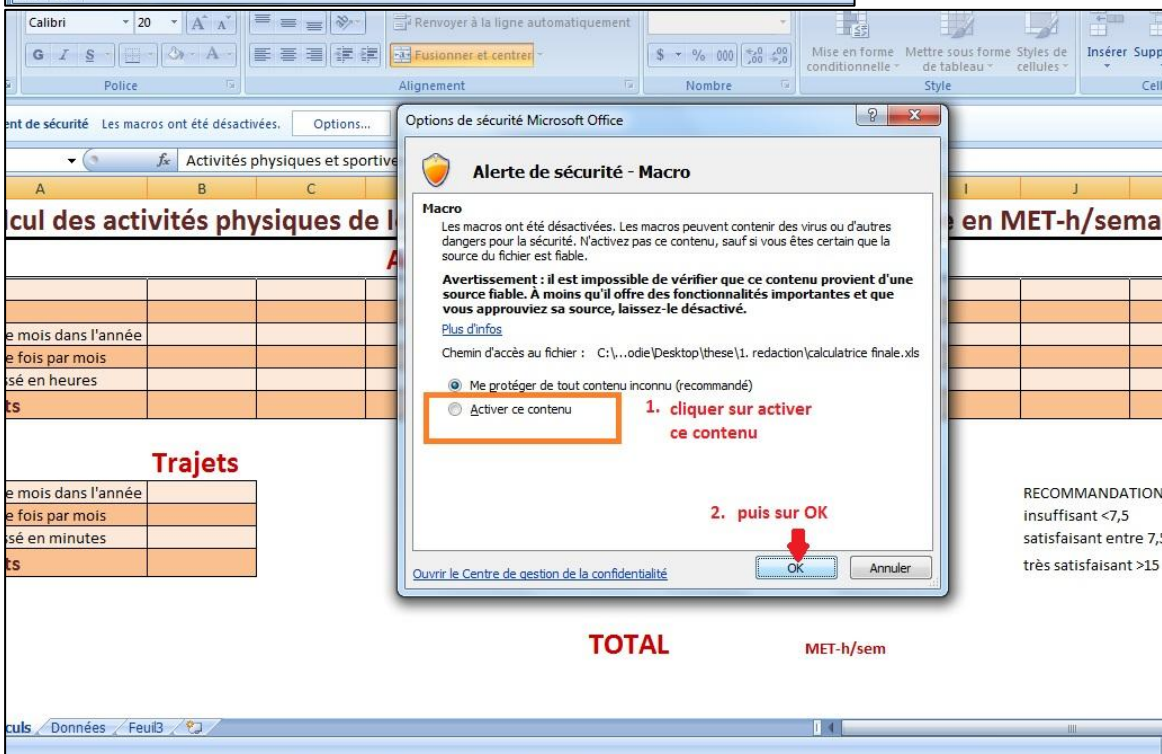 Calibri 20 A A Renvoyer à la ligne automatiquement
G I S A Fusionner et centrer $ % 000 ,0 ,00 ,00 ,0 Mise en forme conditionnelle Mettre sous forme de tableau Styles de cellules Insérer Supp
Police Alignement Nombre Style Cell
ent de sécurité Les macros ont été désactivées. Options...
fx Activités physiques et sportive
A B C I J
lcul des activités physiques de l
e en MET-h/sema
A
e mois dans l'année
e fois par mois
ssé en heures
ts
Trajets
e mois dans l'année
e fois par mois
ssé en minutes
ts
Options de sécurité Microsoft Office
Alerte de sécurité - Macro
Macro
Les macros ont été désactivées. Les macros peuvent contenir des virus ou d'autres
dangers pour la sécurité. N'activez pas ce contenu, sauf si vous êtes certain que la
source du fichier est fiable.
Avertissement : il est impossible de vérifier que ce contenu provient d'une
source fiable. À moins qu'il offre des fonctionnalités importantes et que
vous approuviez sa source, laissez-le désactivé.
Plus d'infos
Chemin d'accès au fichier : C:\...odie\Desktop\these\1. redaction\calculatrice finale.xls
Me protéger de tout contenu inconnu (recommandé)
Activer ce contenu
1. cliquer sur activer
ce contenu
2. puis sur OK
Ouvrir le Centre de gestion de la confidentialité OK Annuler
RECOMMANDATION
insuffisant <7,5
satisfaisant entre 7,5
très satisfaisant >15
TOTAL MET-h/sem
culs Données Feuil3